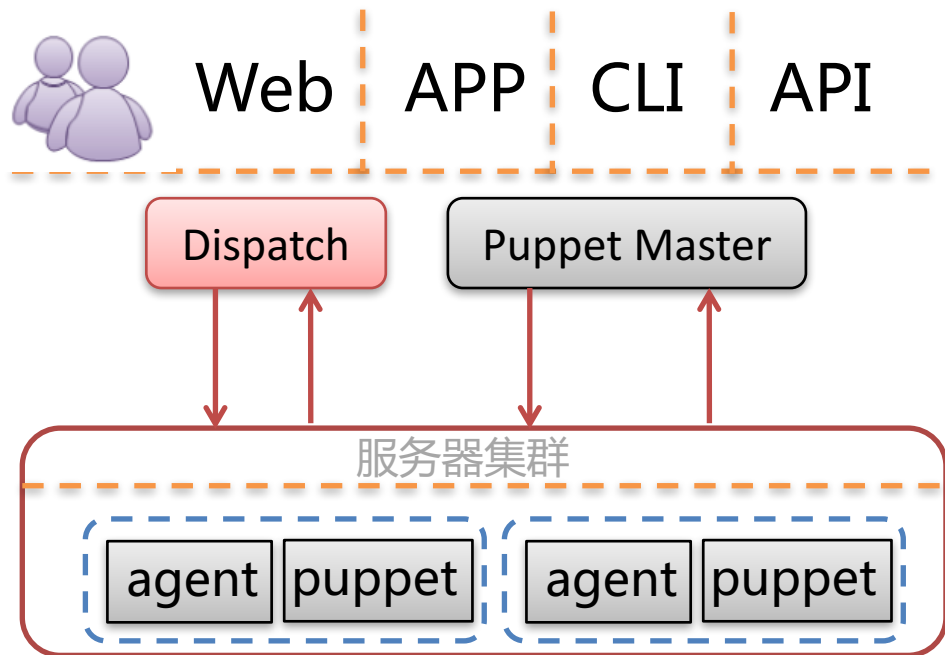 Web APP CLI API
Dispatch Puppet Master
服务器集群
agent puppet agent puppet